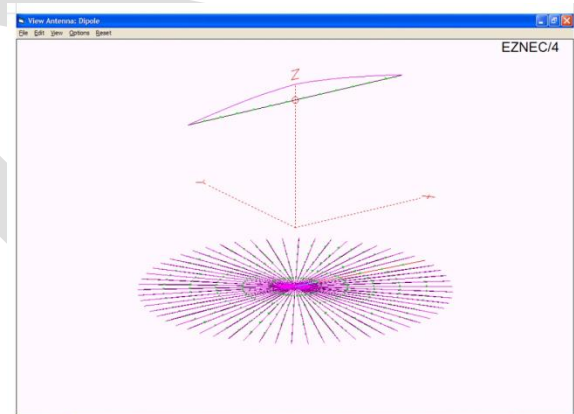 View Antenna: Dipole
File Edit View Options Reset
EZNEC/4
Z
Y
X